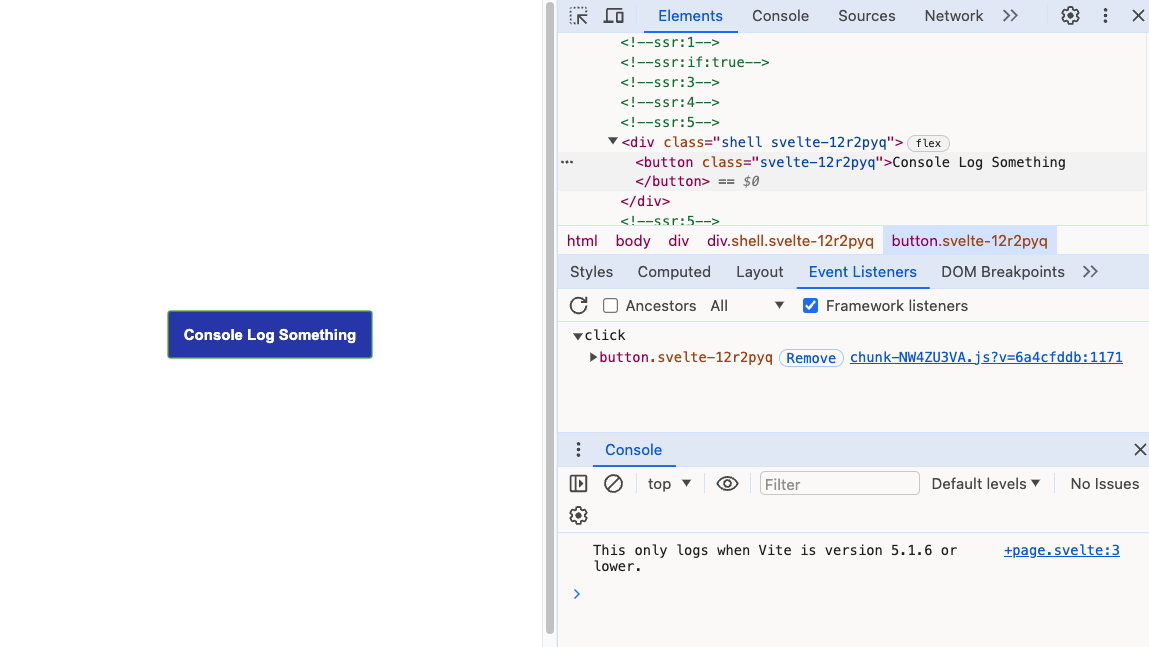 Console Log Something
Elements Console Sources Network
<!--ssr:1-->
<!--ssr:if:true-->
<!--ssr:3-->
<!--ssr:4-->
<!--ssr:5-->
<div class="shell svelte-12r2pyq"> flex
<button class="svelte-12r2pyq">Console Log Something
</button> == $0
</div>
<!--ssr:5-->
html body div div.shell.svelte-12r2pyq button.svelte-12r2pyq
Styles Computed Layout Event Listeners DOM Breakpoints
Ancestors All Framework listeners
click
button.svelte-12r2pyq Remove chunk-NW4ZU3VA.js?v=6a4cfddb:1171
Console
top Filter Default levels No Issues
This only logs when Vite is version 5.1.6 or +page.svelte:3
lower.